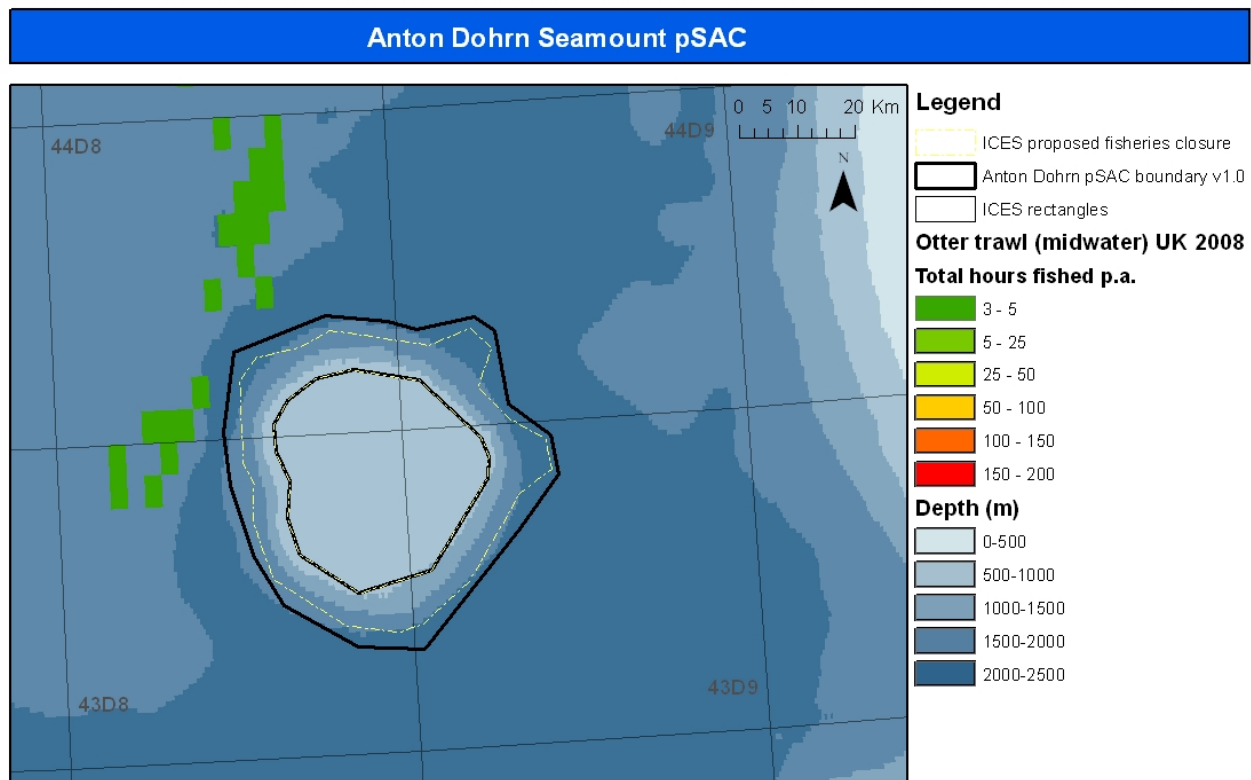 Anton Dohrn Seamount pSAC
44D8
44D9
0 5 10 20 Km
N
43D8
43D9
Legend
ICES proposed fisheries closure
Anton Dohrn pSAC boundary v1.0
ICES rectangles
Otter trawl (midwater) UK 2008
Total hours fished p.a.
3 - 5
5 - 25
25 - 50
50 - 100
100 - 150
150 - 200
Depth (m)
0-500
500-1000
1000-1500
1500-2000
2000-2500